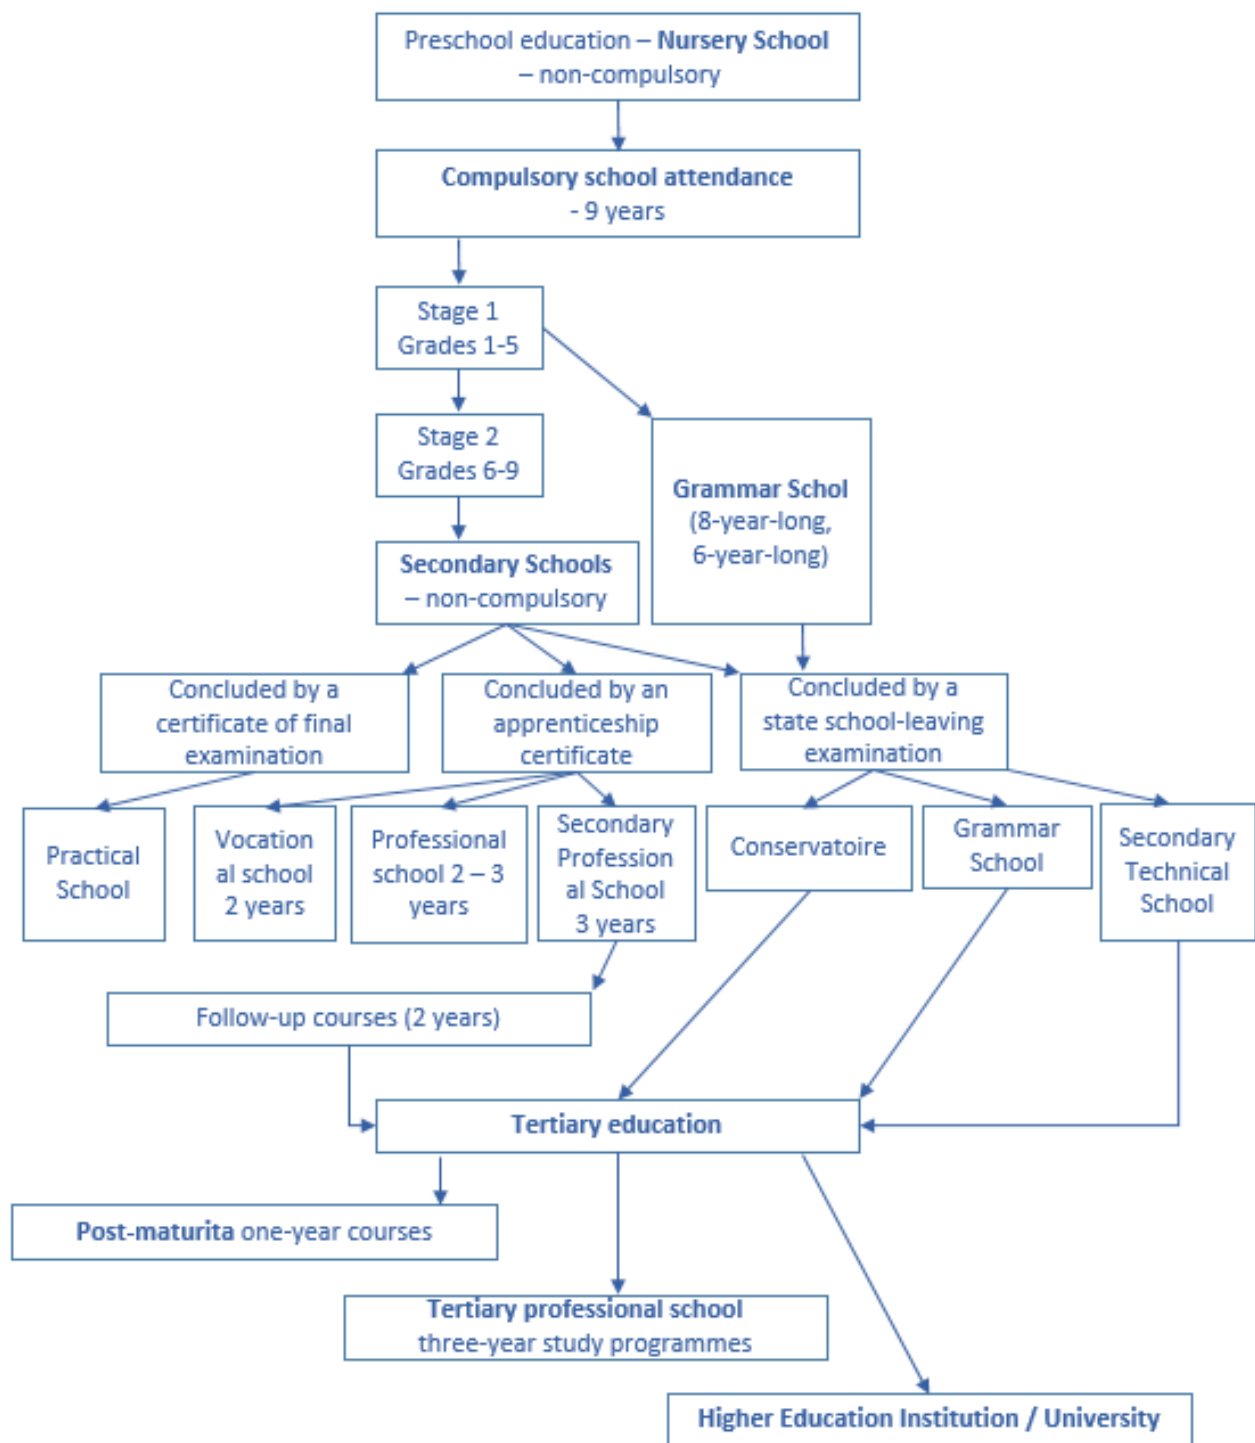 Preschool education – Nursery School
– non-compulsory
Compulsory school attendance
- 9 years
Stage 1
Grades 1-5
Stage 2
Grades 6-9
Grammar Schol
(8-year-long,
6-year-long)
Secondary Schools
– non-compulsory
Concluded by a
certificate of final
examination
Concluded by an
apprenticeship
certificate
Concluded by a
state school-leaving
examination
Practical
School
Vocation
al school
2 years
Professional
school 2 – 3
years
Secondary
Profession
al School
3 years
Conservatoire
Grammar
School
Secondary
Technical
School
Follow-up courses (2 years)
Tertiary education
Post-maturita one-year courses
Tertiary professional school
three-year study programmes
Higher Education Institution / University